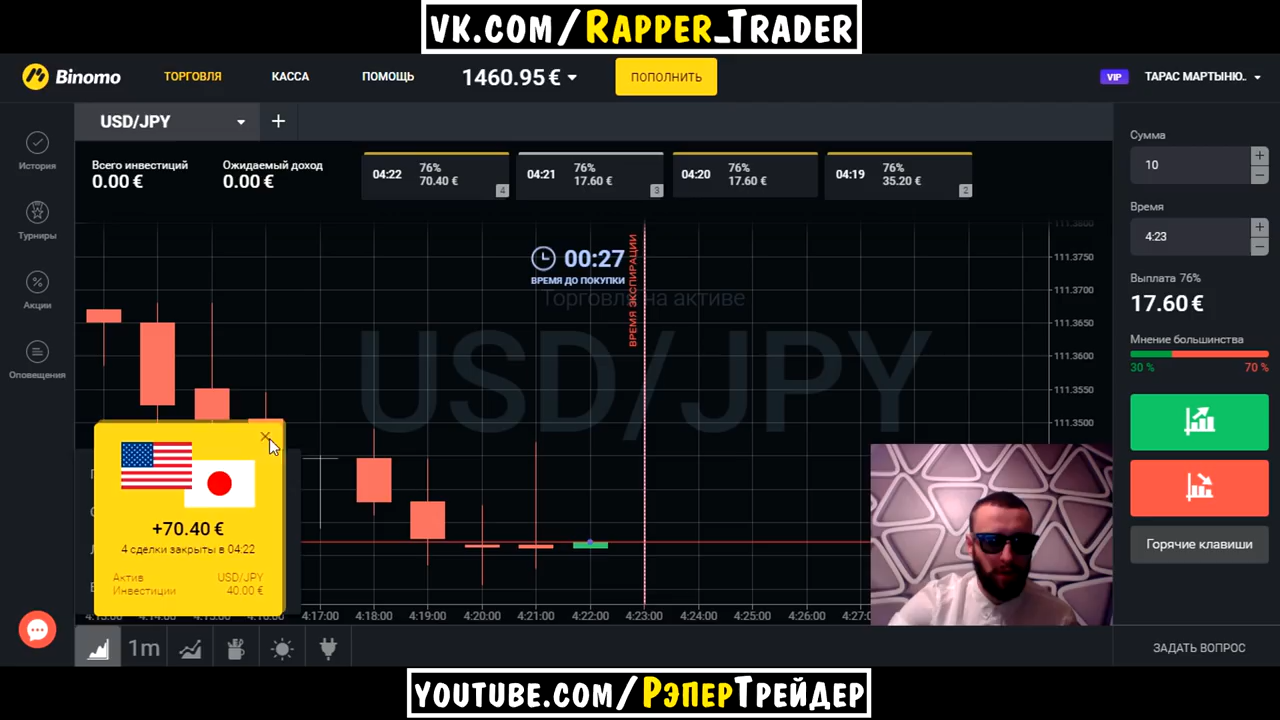 vk.com/Rapper_Trader
Binomo
ТОРГОВЛЯ
КАССА
ПОМОЩЬ
1460.95 €
ПОПОЛНИТЬ
VIP
ТАРАС МАРТЫНЮ..
USD/JPY
+
История
Турниры
Акции
Оповещения
Всего инвестиций
0.00 €
Ожидаемый доход
0.00 €
04:22
76%
70.40 €
4
04:21
76%
17.60 €
3
04:20
76%
17.60 €
04:19
76%
35.20 €
2
00:27
ВРЕМЯ ДО ПОКУПКИ
ВРЕМЯ ЭКСПИРАЦИИ
Торговля на активе
USD/JPY
111.3800
111.3750
111.3700
111.3650
111.3600
111.3550
111.3500
+70.40 €
4 сделки закрыты в 04:22
Актив USD/JPY
Инвестиции 40.00 €
4:17:00
4:18:00
4:19:00
4:20:00
4:21:00
4:22:00
4:23:00
4:24:00
4:25:00
4:26:00
1m
Сумма
10
Время
4:23
Выплата 76%
17.60 €
Мнение большинства
30 %
70 %
Горячие клавиши
ЗАДАТЬ ВОПРОС
youtube.com/РэперТрейдер